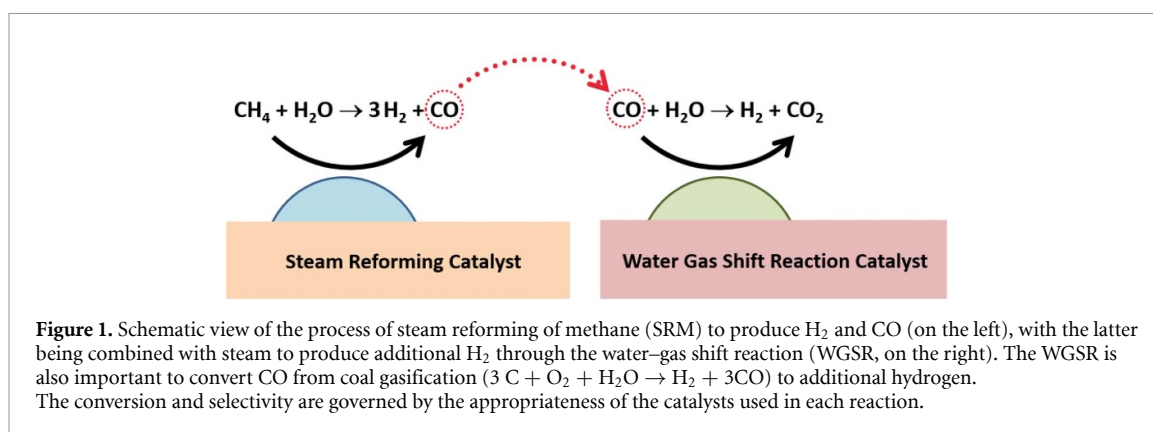 CH₄ + H₂O → 3 H₂ + CO
CO + H₂O → H₂ + CO₂
Steam Reforming Catalyst
Water Gas Shift Reaction Catalyst
Figure 1. Schematic view of the process of steam reforming of methane (SRM) to produce H₂ and CO (on the left), with the latter
being combined with steam to produce additional H₂ through the water–gas shift reaction (WGSR, on the right). The WGSR is
also important to convert CO from coal gasification (3 C + O₂ + H₂O → H₂ + 3CO) to additional hydrogen.
The conversion and selectivity are governed by the appropriateness of the catalysts used in each reaction.